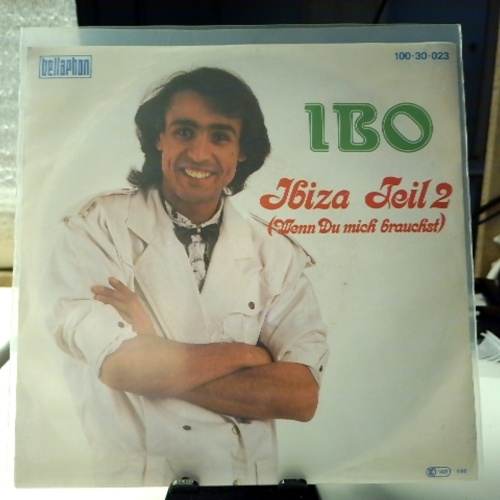 bellaphon
100·30·023
IBO
Ibiza Teil 2
(Wenn Du mich brauchst)